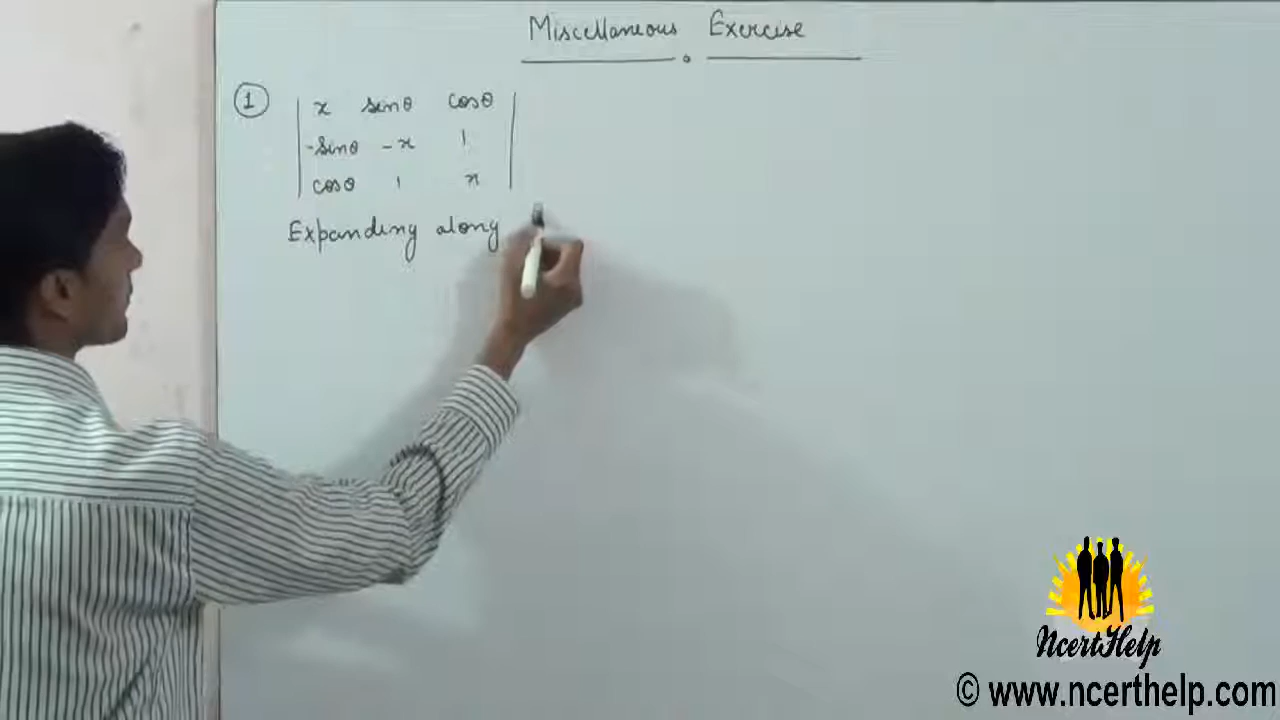 Miscellaneous Exercise
1 x sinθ cosθ
-sinθ -x 1
cosθ 1 x
Expanding along
NcertHelp
© www.ncerthelp.com